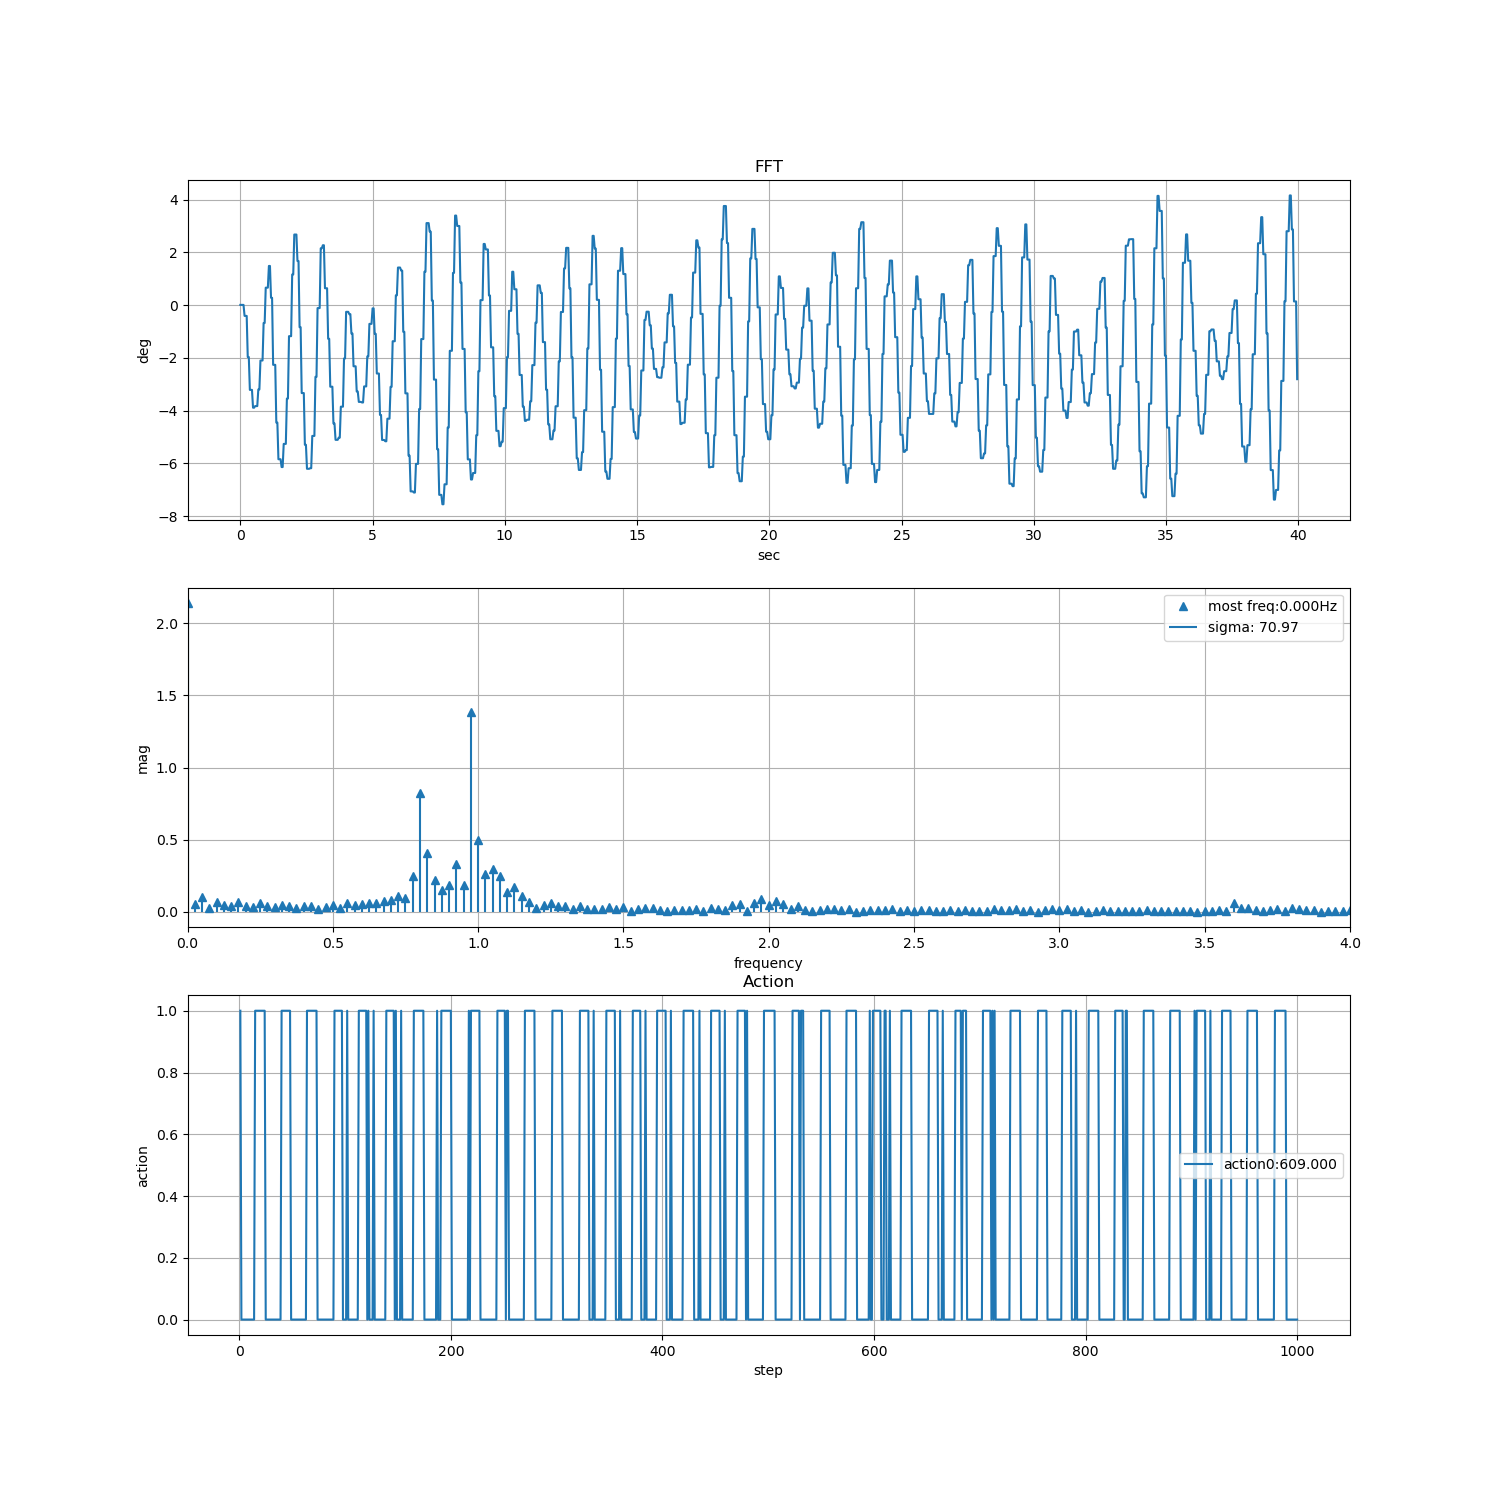 FFT
4
2
0
−2
−4
−6
−8
deg
0 5 10 15 20 25 30 35 40
sec
2.0
1.5
1.0
0.5
0.0
mag
most freq:0.000Hz
sigma: 70.97
0.0 0.5 1.0 1.5 2.0 2.5 3.0 3.5 4.0
frequency
Action
1.0
0.8
0.6
0.4
0.2
0.0
action
action0:609.000
0 200 400 600 800 1000
step